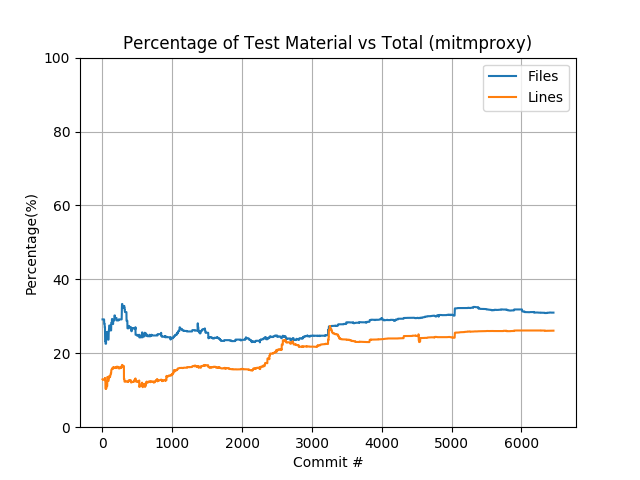 Percentage of Test Material vs Total (mitmproxy)
Files
Lines
100
80
60
40
20
0
Percentage(%)
0 1000 2000 3000 4000 5000 6000
Commit #